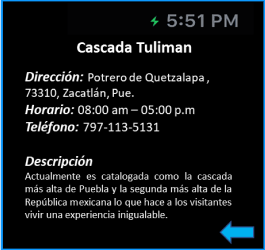 5:51 PM
Cascada Tuliman
Dirección: Potrero de Quetzalapa ,
73310, Zacatlán, Pue.
Horario: 08:00 am – 05:00 p.m
Teléfono: 797-113-5131
Descripción
Actualmente es catalogada como la cascada
más alta de Puebla y la segunda más alta de la
República mexicana lo que hace a los visitantes
vivir una experiencia inigualable.